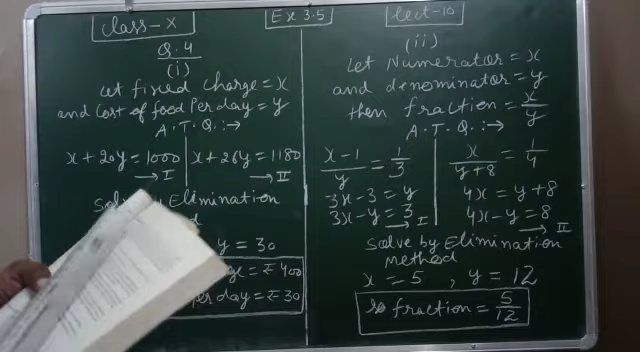 Class-X
Ex 3.5
Lect-10
Q.4
(i)
Let fixed charge = x
and Cost of food Per day = y
A.T.Q. :→
x + 20y = 1000
→ I
x + 26y = 1180
→ II
Elimination
y = 30
= ₹ 400
per day = ₹ 30
(ii)
Let Numerator = x
and denominator = y
then fraction = x/y
A.T.Q. :→
x-1/y = 1/3
3x-3 = y
3x-y = 3
→ I
x/y+8 = 1/4
4x = y+8
4x-y = 8
→ II
Solve by Elimination
method
x = 5 , y = 12
So fraction = 5/12